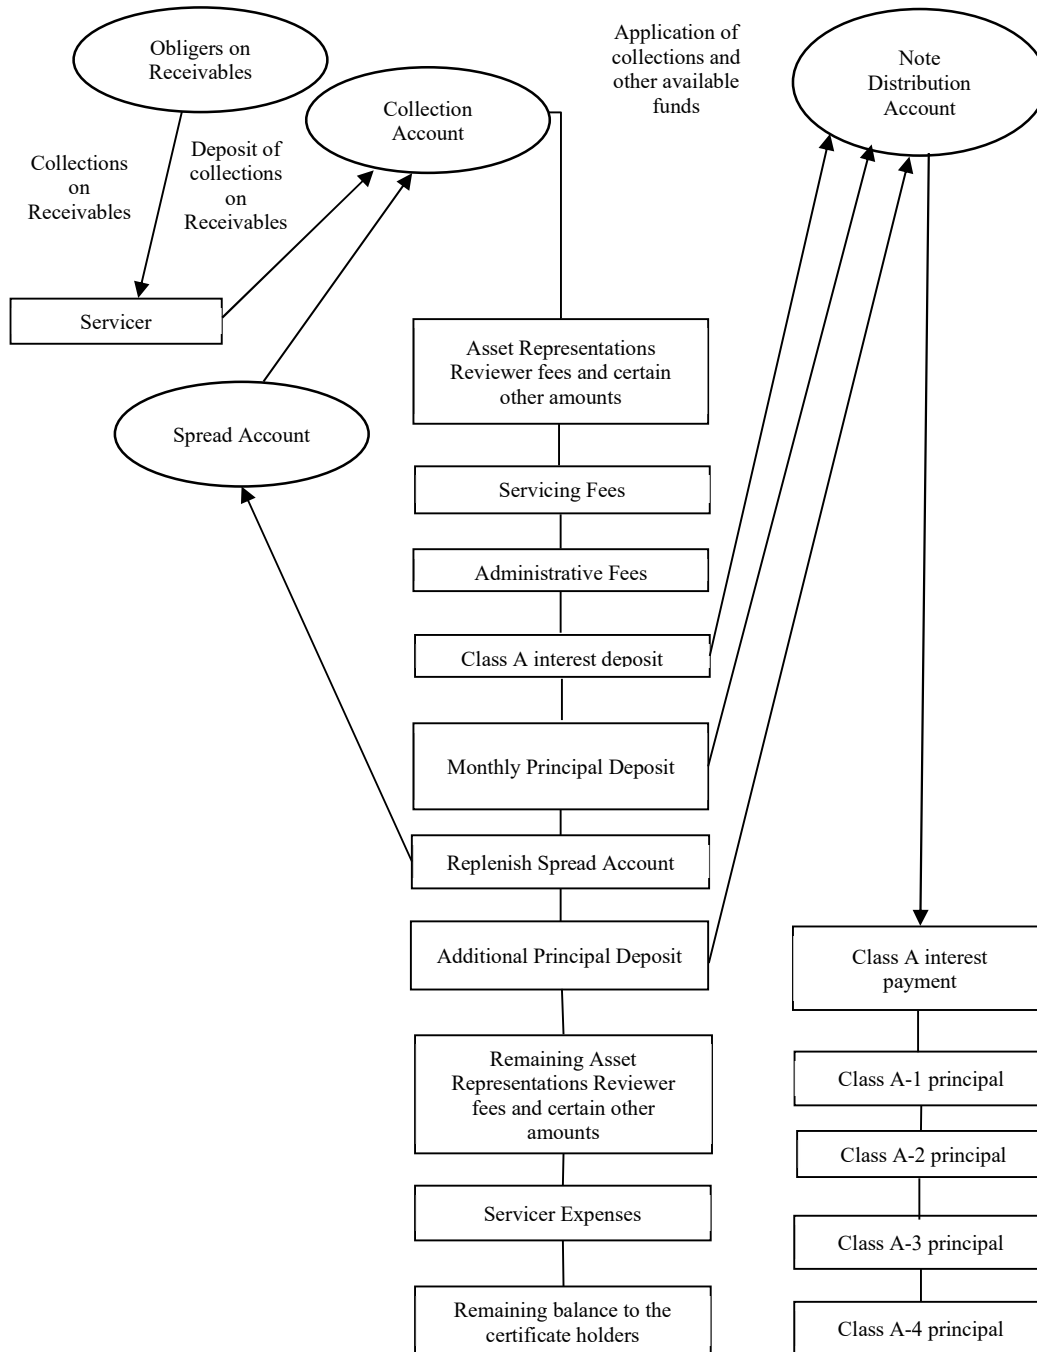 Obligers on
Receivables
Collection
Account
Application of
collections and
other available
funds
Note
Distribution
Account
Collections
on
Receivables
Deposit of
collections
on
Receivables
Servicer
Spread Account
Asset Representations
Reviewer fees and certain
other amounts
Servicing Fees
Administrative Fees
Class A interest deposit
Monthly Principal Deposit
Replenish Spread Account
Additional Principal Deposit
Remaining Asset
Representations Reviewer
fees and certain other
amounts
Servicer Expenses
Remaining balance to the
certificate holders
Class A interest
payment
Class A-1 principal
Class A-2 principal
Class A-3 principal
Class A-4 principal